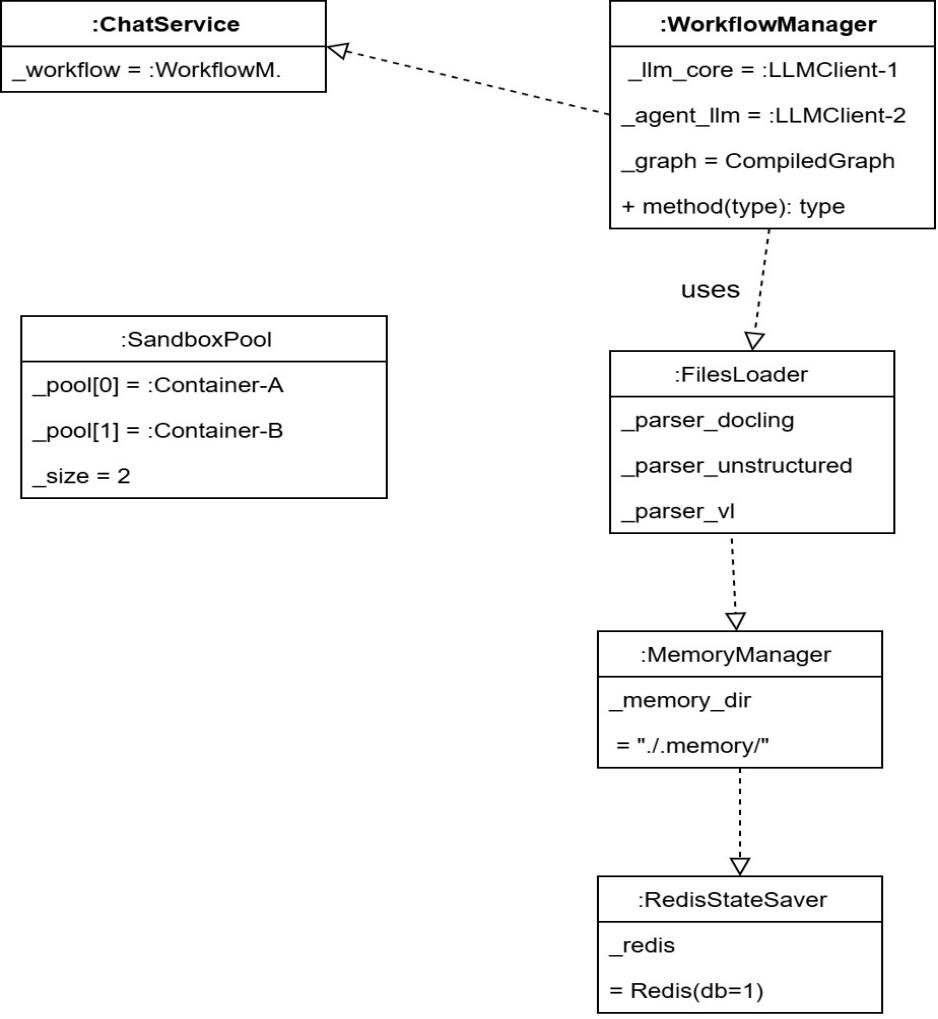 :ChatService
_workflow = :WorkflowM.
:WorkflowManager
_llm_core = :LLMClient-1
_agent_llm = :LLMClient-2
_graph = CompiledGraph
+ method(type): type
uses
:SandboxPool
_pool[0] = :Container-A
_pool[1] = :Container-B
_size = 2
:FilesLoader
_parser_docling
_parser_unstructured
_parser_vl
:MemoryManager
_memory_dir
= "./.memory/"
:RedisStateSaver
_redis
= Redis(db=1)